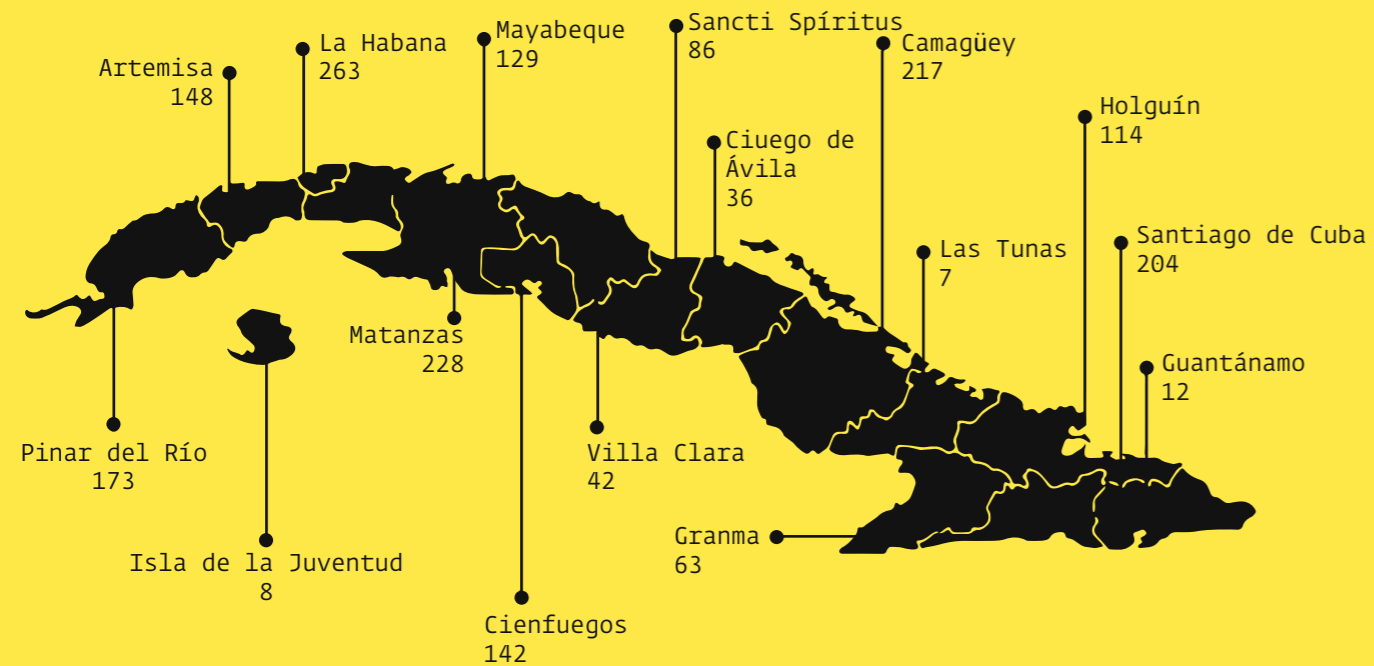 Sancti Spíritus
86
Mayabeque
129
La Habana
263
Camagüey
217
Artemisa
148
Holguín
114
Ciuego de
Ávila
36
Santiago de Cuba
204
Las Tunas
7
Matanzas
228
Guantánamo
12
Pinar del Río
173
Villa Clara
42
Granma
63
Isla de la Juventud
8
Cienfuegos
142